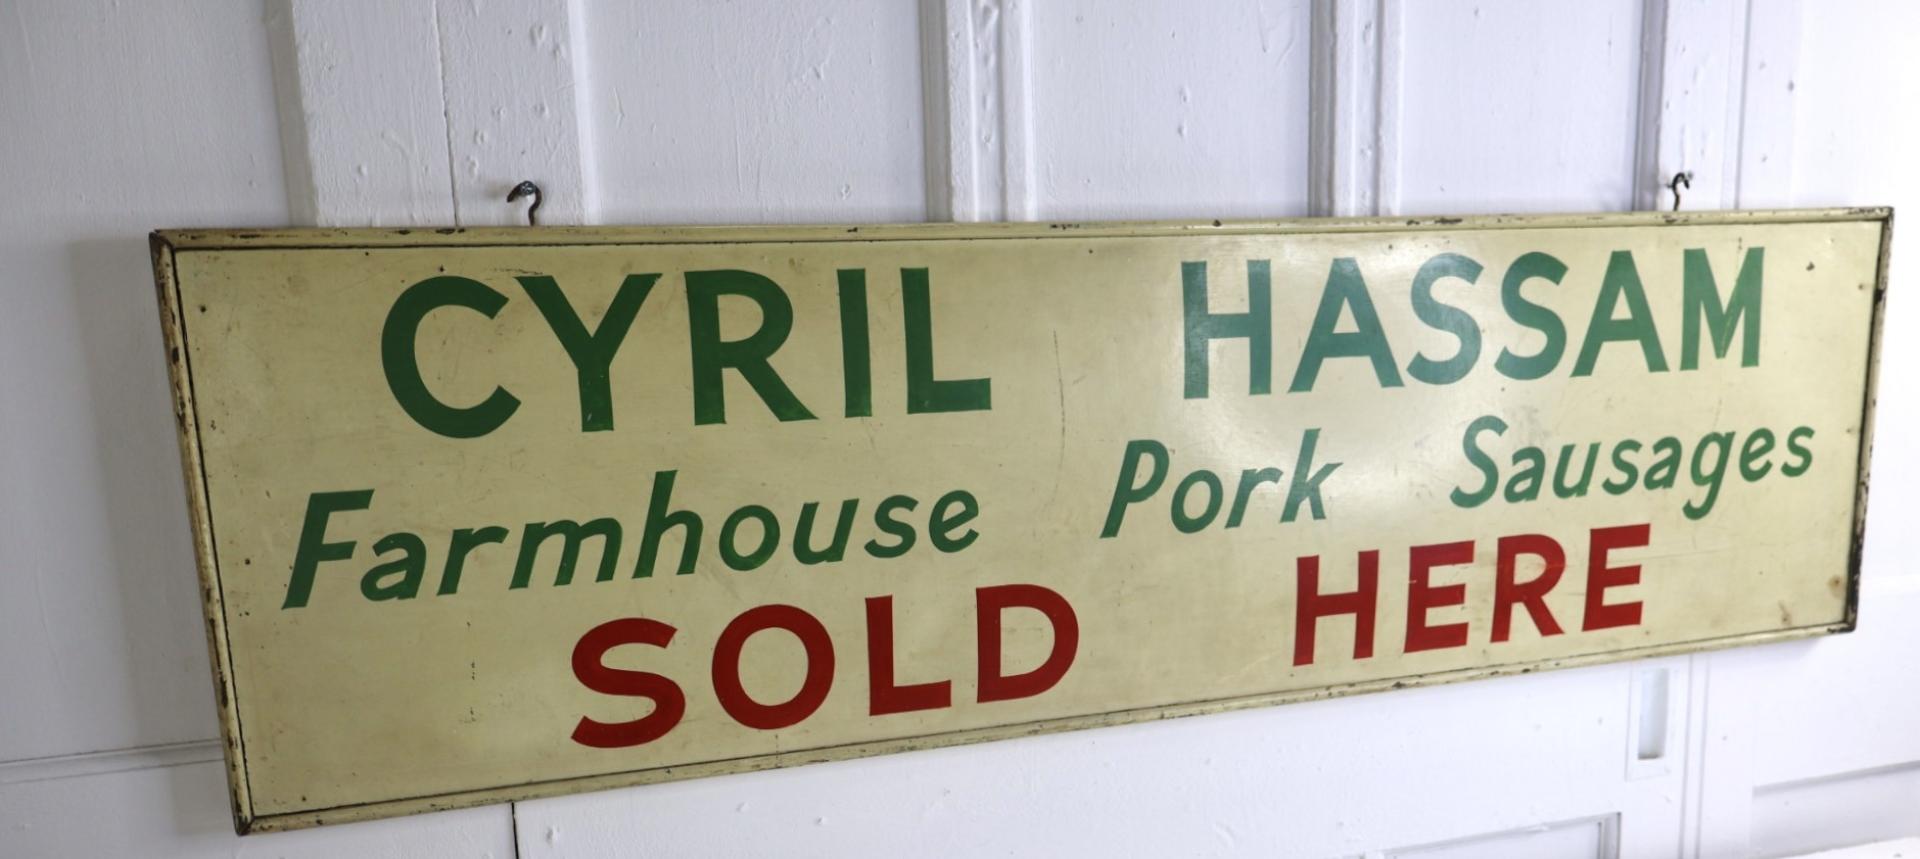 CYRIL HASSAM
Farmhouse Pork Sausages
SOLD HERE